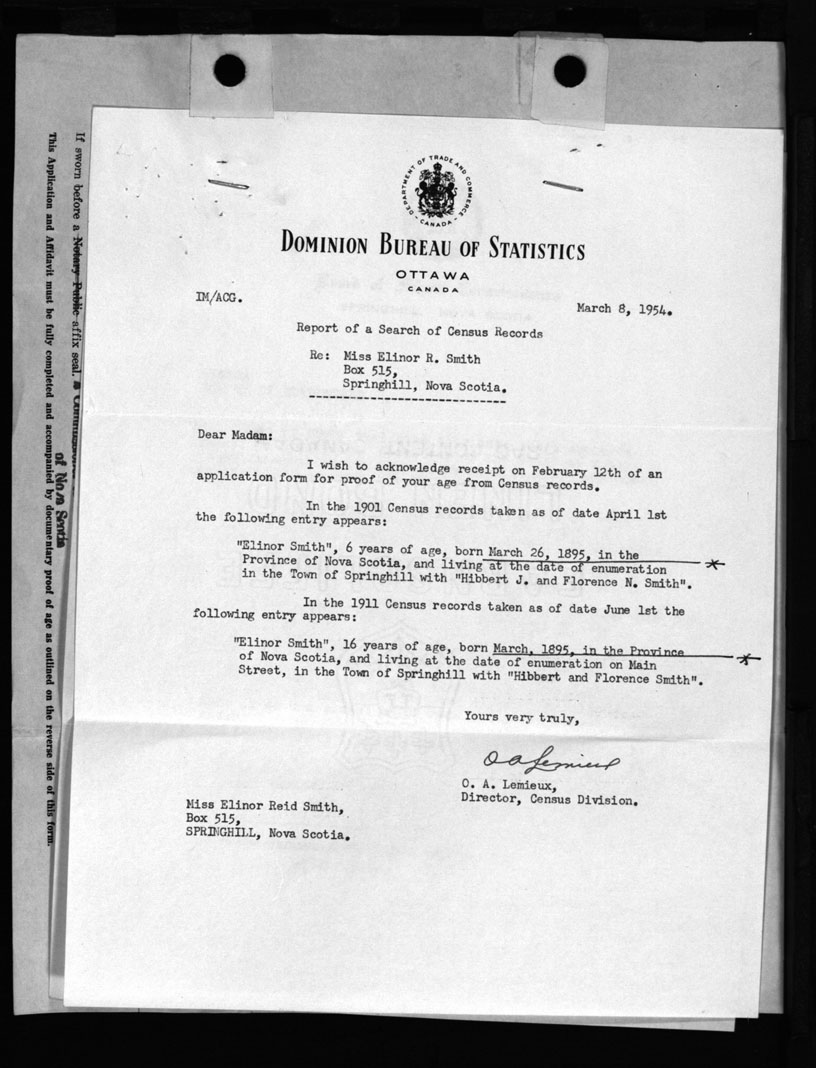 DEPARTMENT OF TRADE AND COMMERCE
- CANADA -
DOMINION BUREAU OF STATISTICS
OTTAWA
CANADA
IM/ACG.
March 8, 1954.
Report of a Search of Census Records
Re: Miss Elinor R. Smith
Box 515,
Springhill, Nova Scotia.
Dear Madam:
I wish to acknowledge receipt on February 12th of an
application form for proof of your age from Census records.
In the 1901 Census records taken as of date April 1st
the following entry appears:
"Elinor Smith", 6 years of age, born March 26, 1895, in the
Province of Nova Scotia, and living at the date of enumeration
in the Town of Springhill with "Hibbert J. and Florence N. Smith".
In the 1911 Census records taken as of date June 1st the
following entry appears:
"Elinor Smith", 16 years of age, born March, 1895, in the Province
of Nova Scotia, and living at the date of enumeration on Main
Street, in the Town of Springhill with "Hibbert and Florence Smith".
Yours very truly,
O A Lemieux
O. A. Lemieux,
Director, Census Division.
Miss Elinor Reid Smith,
Box 515,
SPRINGHILL, Nova Scotia.
If sworn before a Notary Public affix seal.
of Nova Scotia
This Application and Affidavit must be fully completed and accompanied by documentary proof of age as outlined on the reverse side of this form.